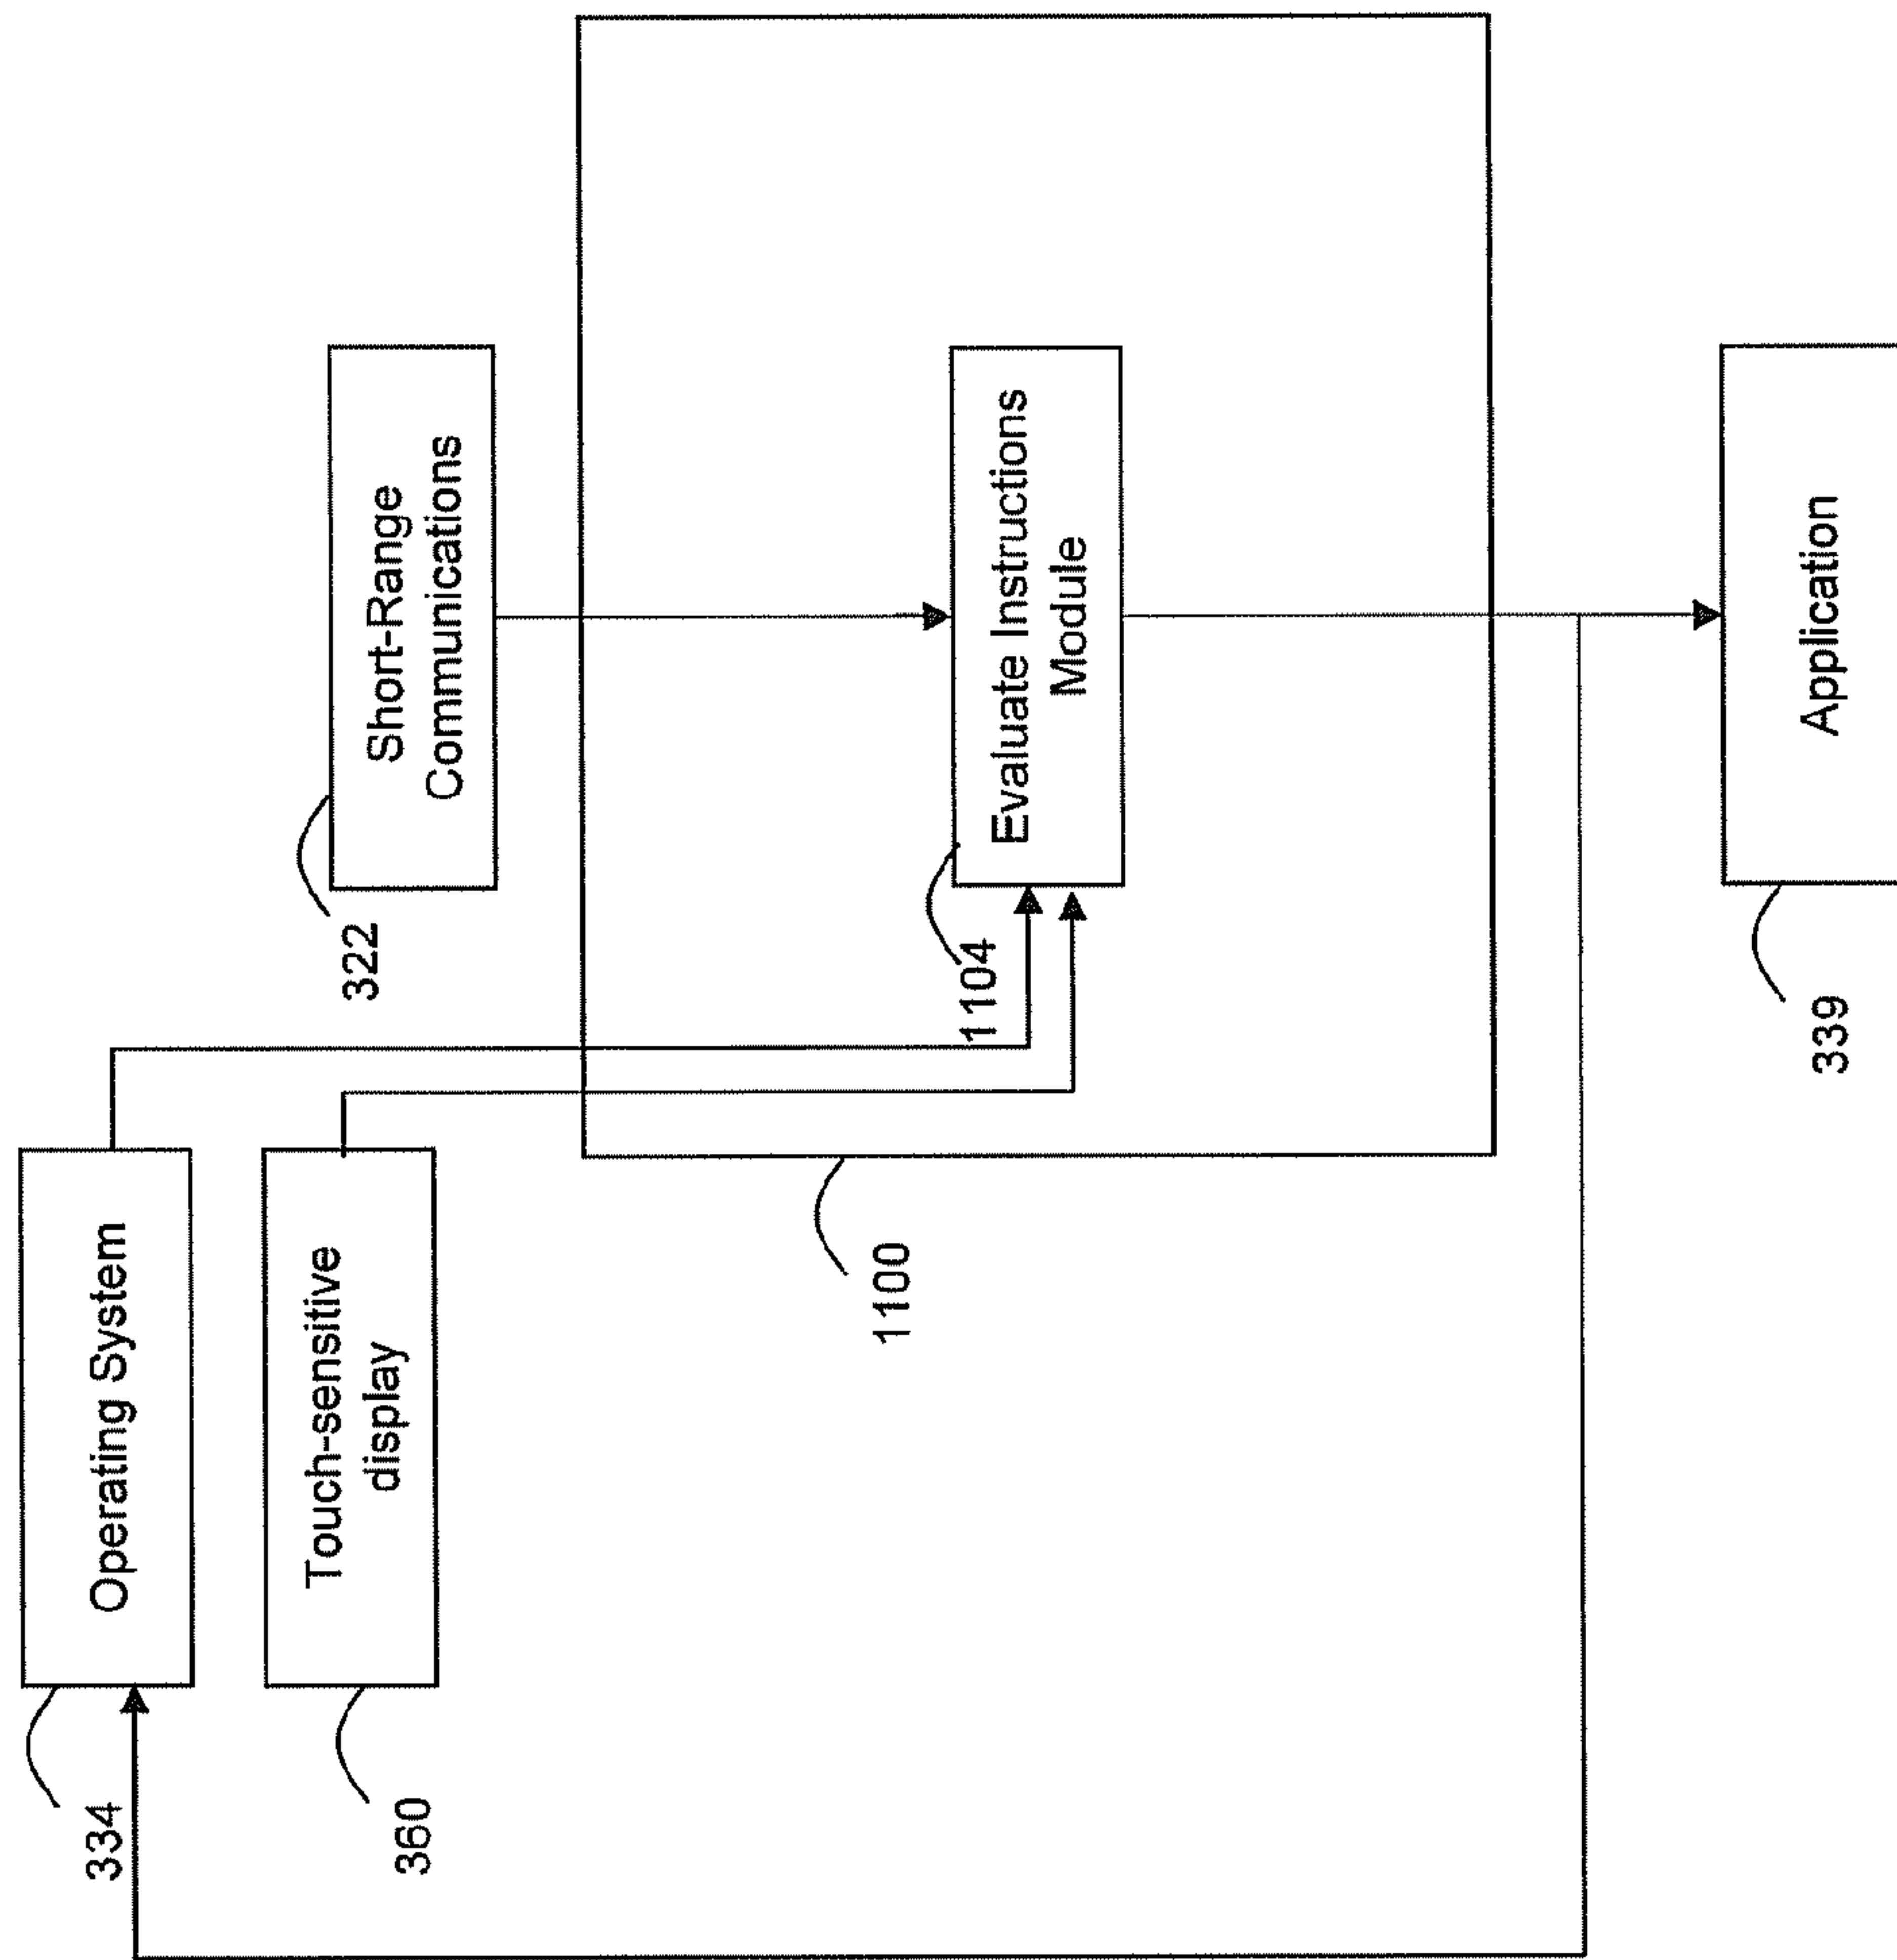 Operating System
334
Touch-sensitive
display
360
Short-Range
Communications
322
Evaluate Instructions
Module
1104
1100
Application
339